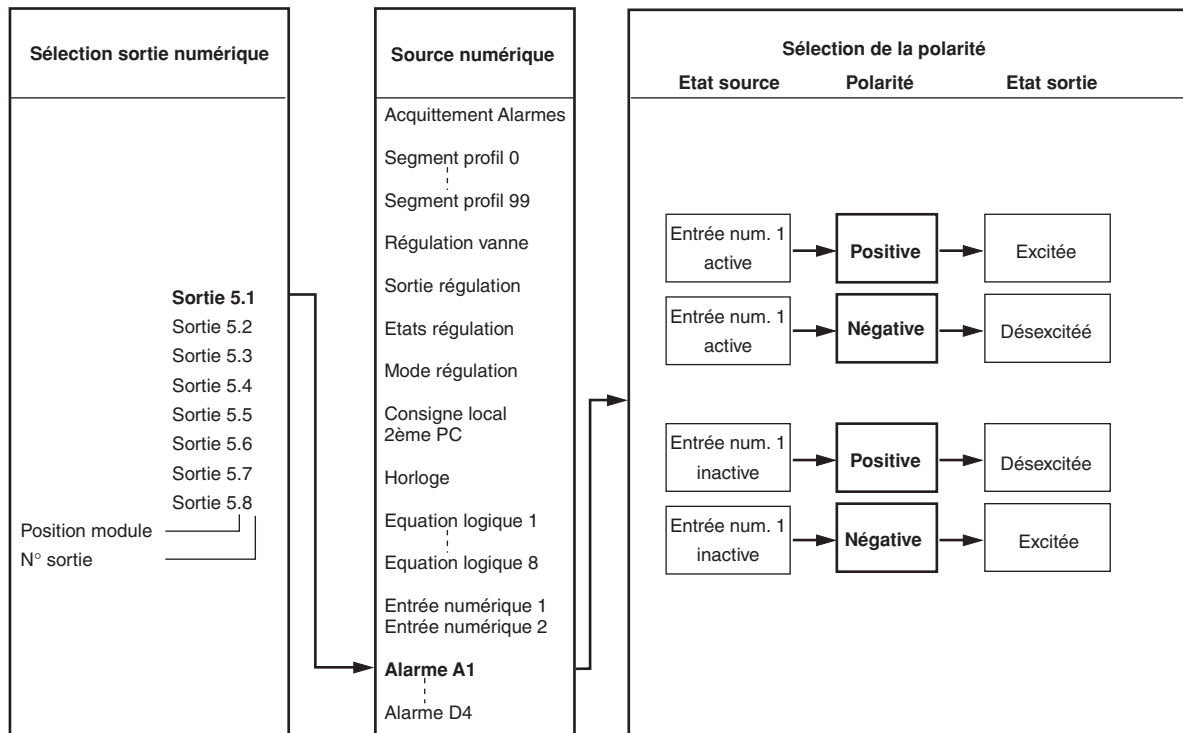 Sélection sortie numérique
Sortie 5.1
Sortie 5.2
Sortie 5.3
Sortie 5.4
Sortie 5.5
Sortie 5.6
Sortie 5.7
Sortie 5.8
Position module
N° sortie
Source numérique
Acquittement Alarmes
Segment profil 0
Segment profil 99
Régulation vanne
Sortie régulation
Etats régulation
Mode régulation
Consigne local
2ème PC
Horloge
Equation logique 1
Equation logique 8
Entrée numérique 1
Entrée numérique 2
Alarme A1
Alarme D4
Sélection de la polarité
Etat source Polarité Etat sortie
Entrée num. 1
active
Positive
Excitée
Entrée num. 1
active
Négative
Désexcitéé
Entrée num. 1
inactive
Positive
Désexcitée
Entrée num. 1
inactive
Négative
Excitée